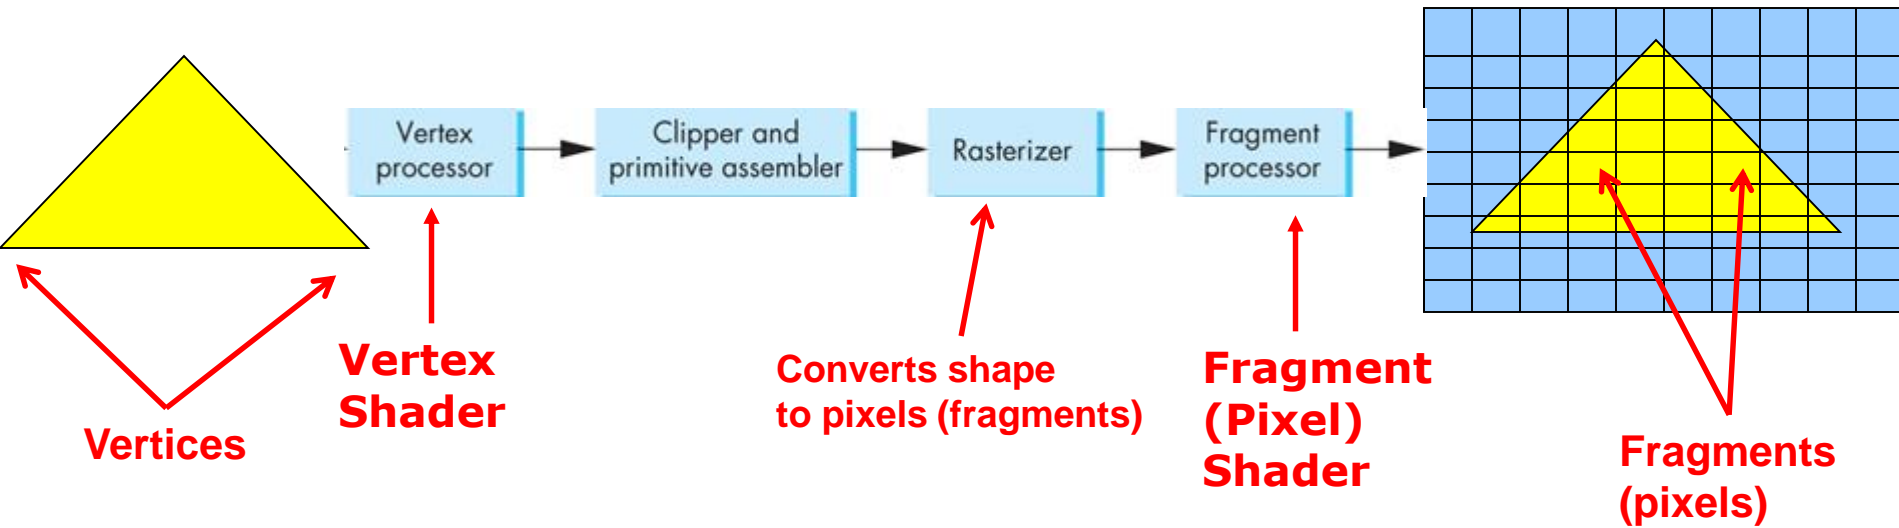 Vertex
processor
Clipper and
primitive assembler
Rasterizer
Fragment
processor
Vertices
Vertex
Shader
Converts shape
to pixels (fragments)
Fragment
(Pixel)
Shader
Fragments
(pixels)